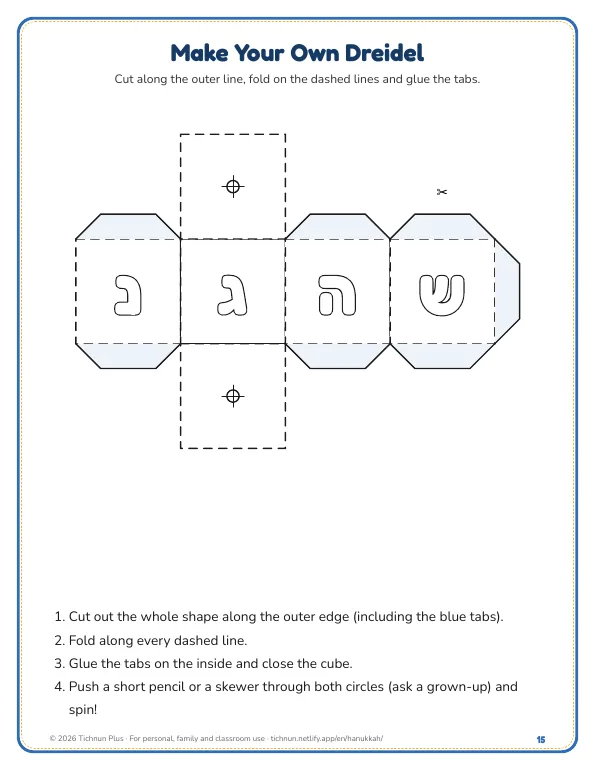 Make Your Own Dreidel
Cut along the outer line, fold on the dashed lines and glue the tabs.
נ ג ה ש
1. Cut out the whole shape along the outer edge (including the blue tabs).
2. Fold along every dashed line.
3. Glue the tabs on the inside and close the cube.
4. Push a short pencil or a skewer through both circles (ask a grown-up) and
spin!
© 2026 Tichnun Plus · For personal, family and classroom use · tichnun.netlify.app/en/hanukkah/
15